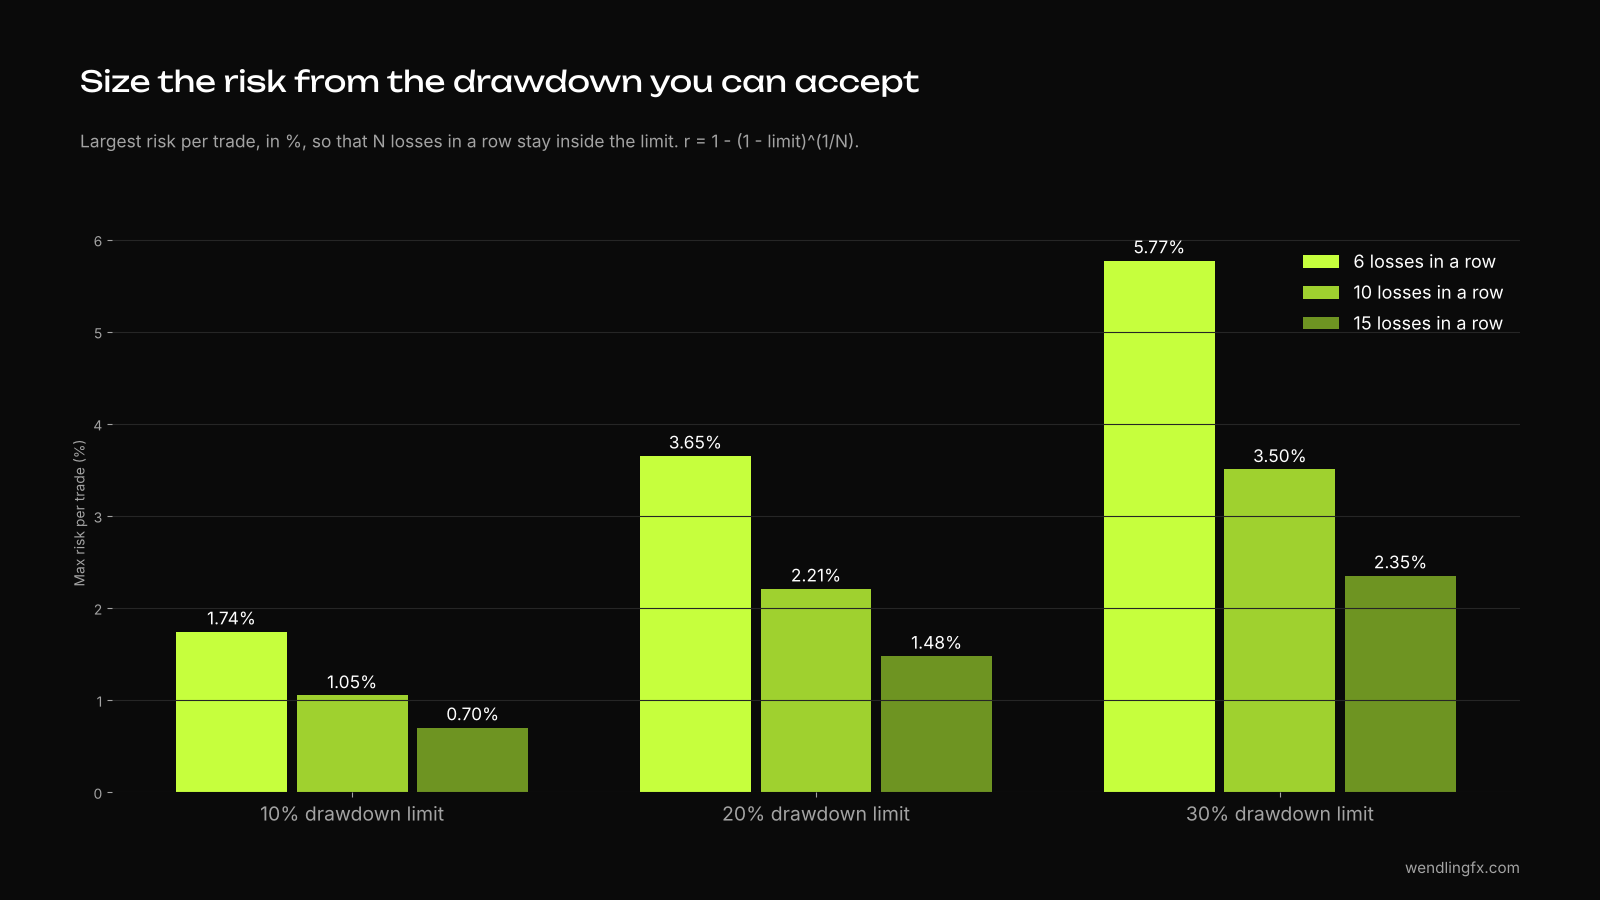 Size the risk from the drawdown you can accept
Largest risk per trade, in %, so that N losses in a row stay inside the limit. r = 1 - (1 - limit)^(1/N).
Max risk per trade (%)
6
5
4
3
2
1
0
5.77%
3.65%
3.50%
2.21%
2.35%
1.74%
1.48%
1.05%
0.70%
6 losses in a row
10 losses in a row
15 losses in a row
10% drawdown limit
20% drawdown limit
30% drawdown limit
wendlingfx.com